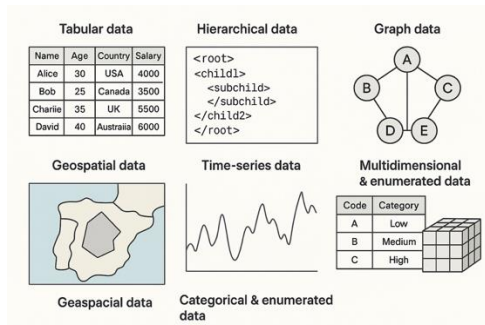 Tabular data
Name Age Country Salary
Alice 30 USA 4000
Bob 25 Canada 3500
Chariie 35 UK 5500
David 40 Austraiia 6000
Hierarchical data
<root>
<childl>
<subchild>
</subchild>
</child2>
</root>
Graph data
A
B
C
D
E
Geospatial data
Time-series data
Multidimensional
& enumerated data
Code Category
A Low
B Medium
C High
Geaspacial data
Categorical & enumerated
data